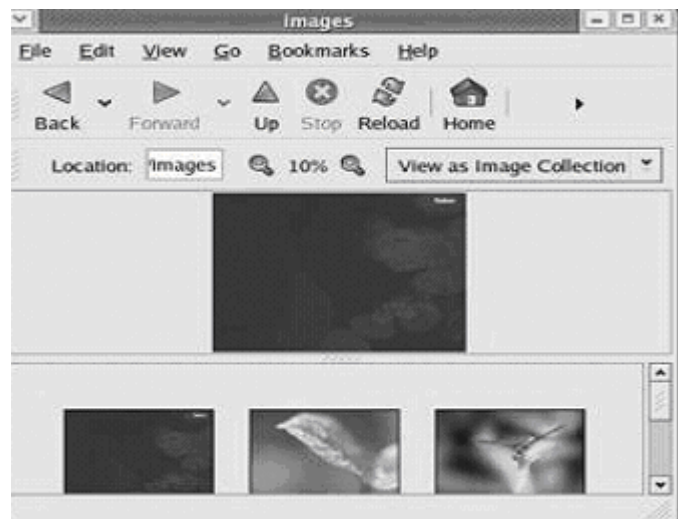 Images
File Edit View Go Bookmarks Help
Back Forward Up Stop Reload Home
Location: Images 10% View as Image Collection